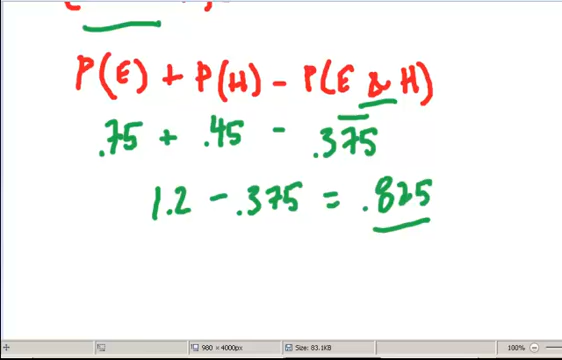 P(E) + P(H) - P(E & H)
.75 + .45 - .375
1.2 - .375 = .825
980 × 4000px Size: 83.1KB 100%